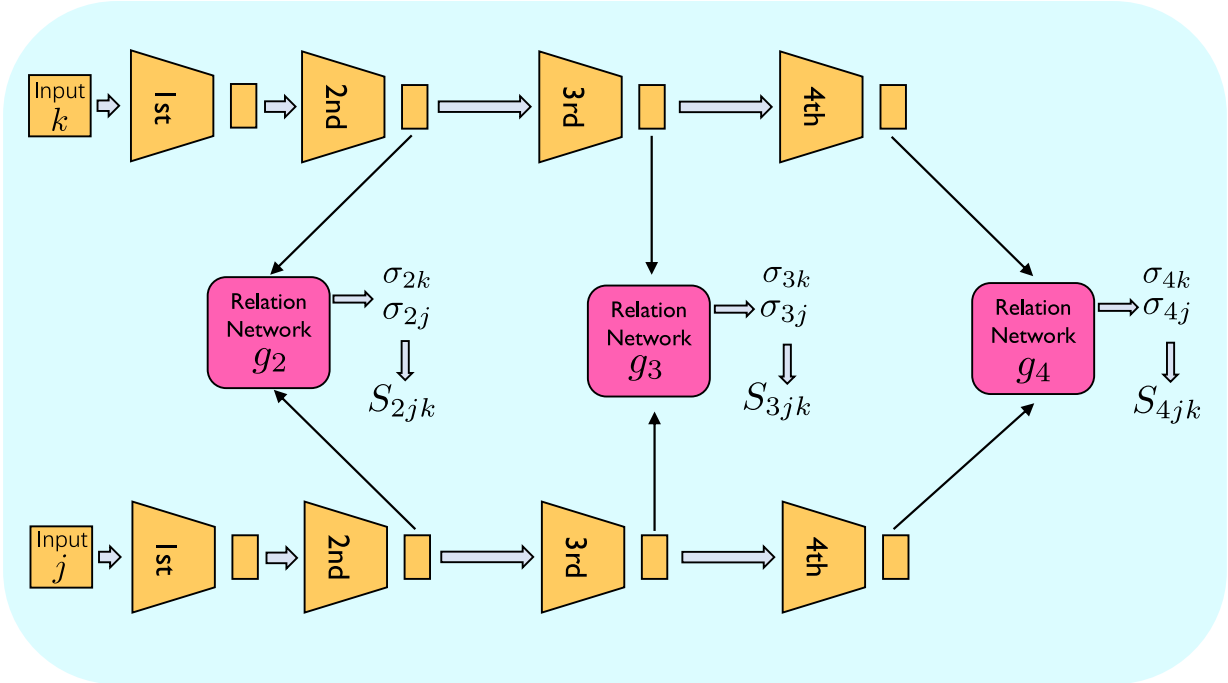 Input
k
1st
2nd
3rd
4th
Relation
Network
g₂
σ₂ₖ
σ₂ⱼ
S₂ⱼₖ
Relation
Network
g₃
σ₃ₖ
σ₃ⱼ
S₃ⱼₖ
Relation
Network
g₄
σ₄ₖ
σ₄ⱼ
S₄ⱼₖ
Input
j
1st
2nd
3rd
4th